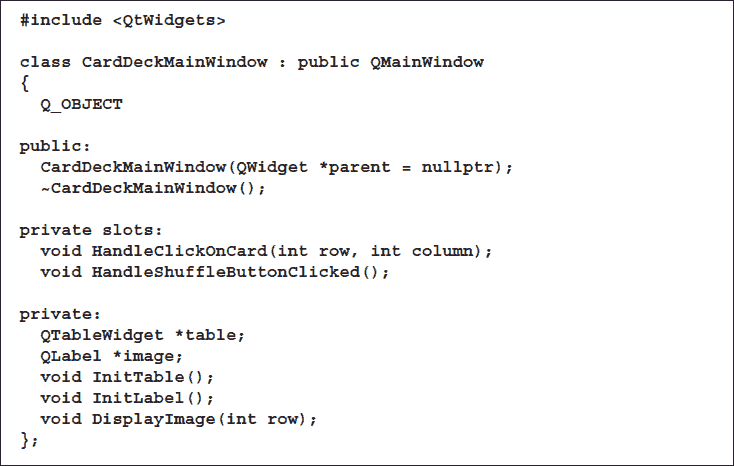 #include <QtWidgets>

class CardDeckMainWindow : public QMainWindow
{
  Q_OBJECT

public:
  CardDeckMainWindow(QWidget *parent = nullptr);
  ~CardDeckMainWindow();

private slots:
  void HandleClickOnCard(int row, int column);
  void HandleShuffleButtonClicked();

private:
  QTableWidget *table;
  QLabel *image;
  void InitTable();
  void InitLabel();
  void DisplayImage(int row);
};